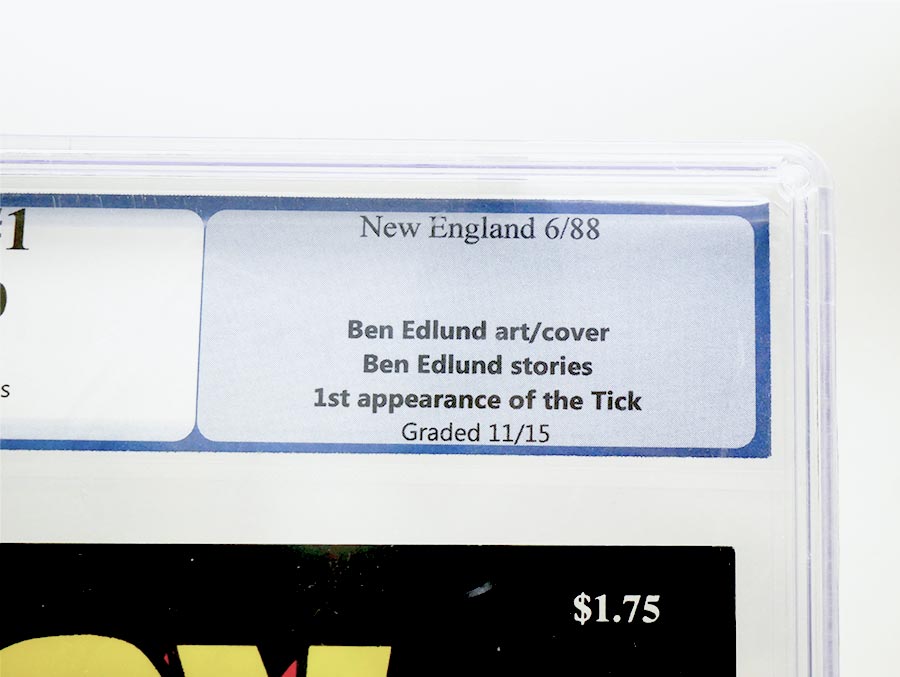 #1
New England 6/88
Ben Edlund art/cover
Ben Edlund stories
1st appearance of the Tick
Graded 11/15
s
$1.75